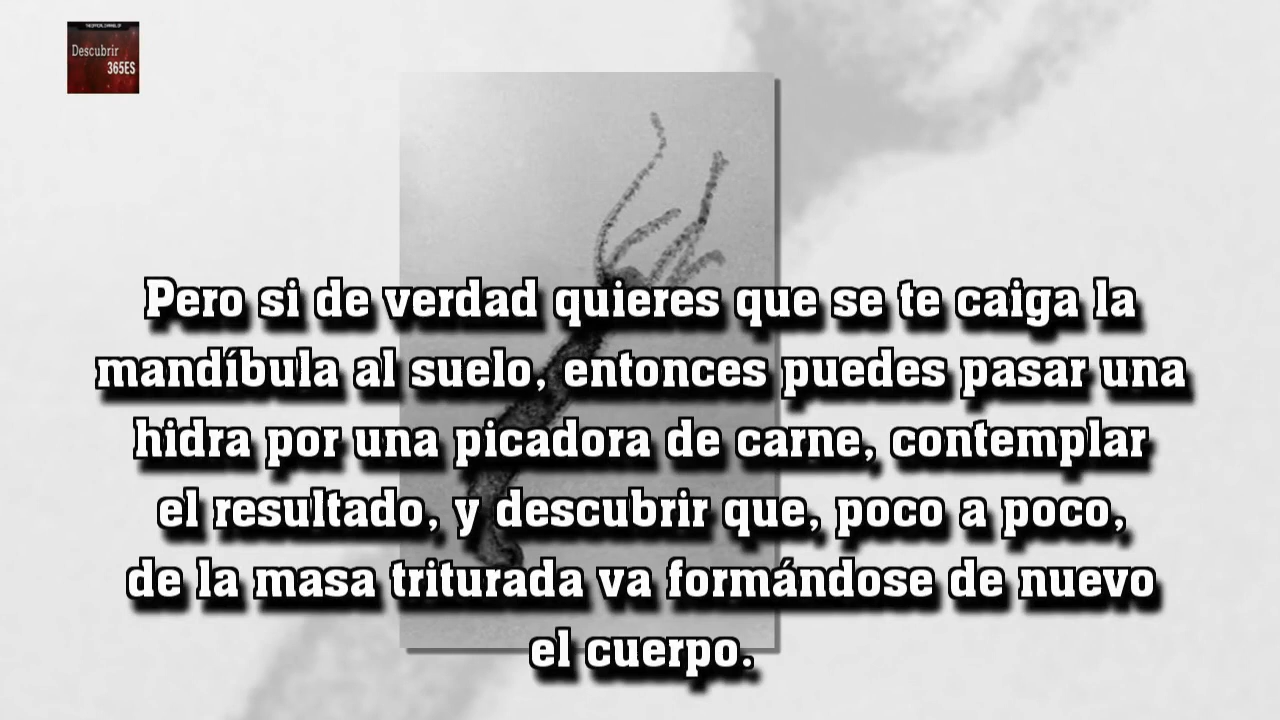 Descubrir
365ES
Pero si de verdad quieres que se te caiga la
mandíbula al suelo, entonces puedes pasar una
hidra por una picadora de carne, contemplar
el resultado, y descubrir que, poco a poco,
de la masa triturada va formándose de nuevo
el cuerpo.